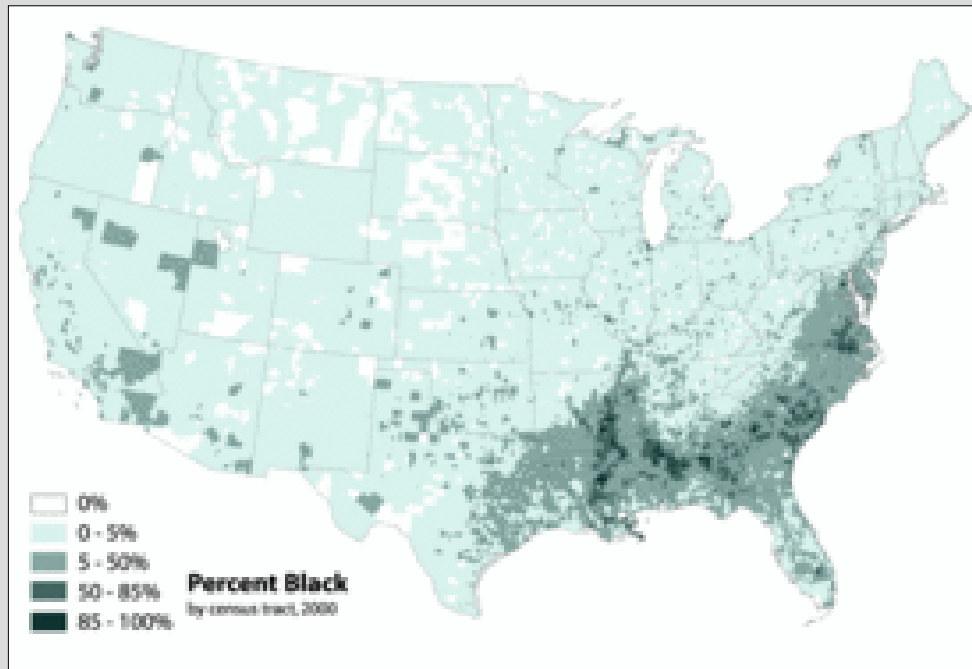 0%
0 - 5%
5 - 50%
50 - 85%
85 - 100%
Percent Black
by census tract, 2000